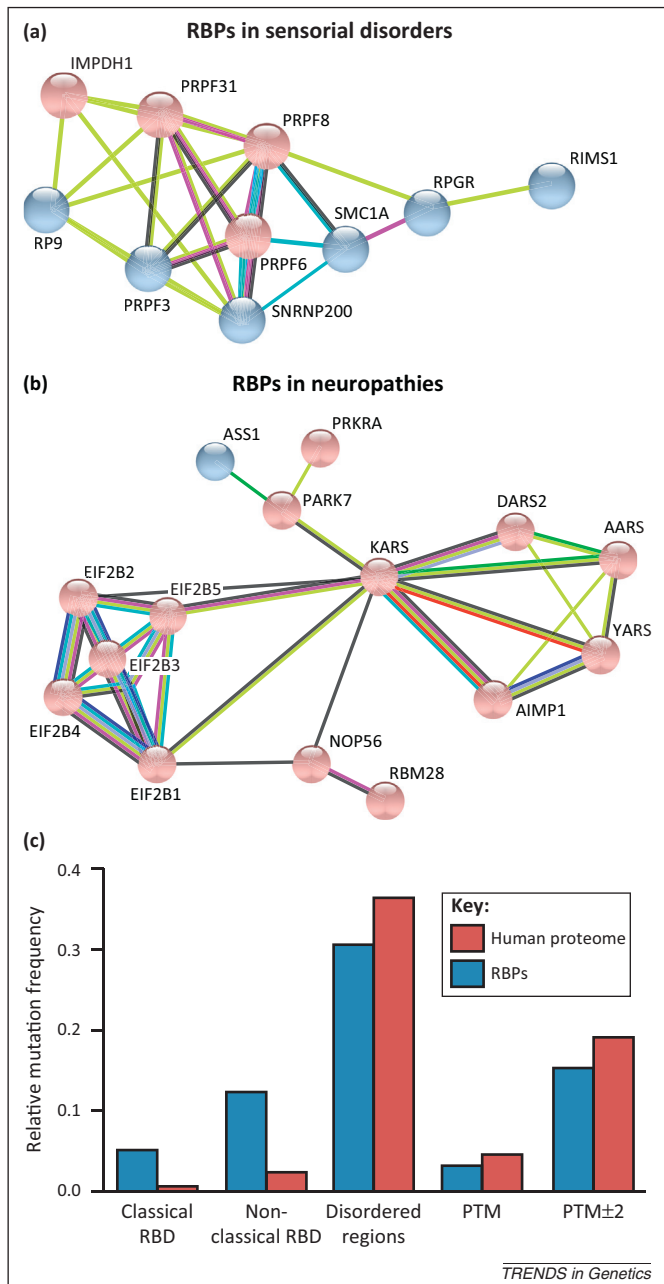 (a)
RBPs in sensorial disorders
IMPDH1
PRPF31
PRPF8
RIMS1
RPGR
SMC1A
RP9
PRPF6
PRPF3
SNRNP200
(b)
RBPs in neuropathies
ASS1
PRKRA
PARK7
DARS2
AARS
KARS
EIF2B2
EIF2B5
YARS
EIF2B3
AIMP1
EIF2B4
NOP56
RBM28
EIF2B1
(c)
Relative mutation frequency
0.4
0.3
0.2
0.1
0.0
Key:
Human proteome
RBPs
Classical
RBD
Non-
classical RBD
Disordered
regions
PTM
PTM±2
TRENDS in Genetics